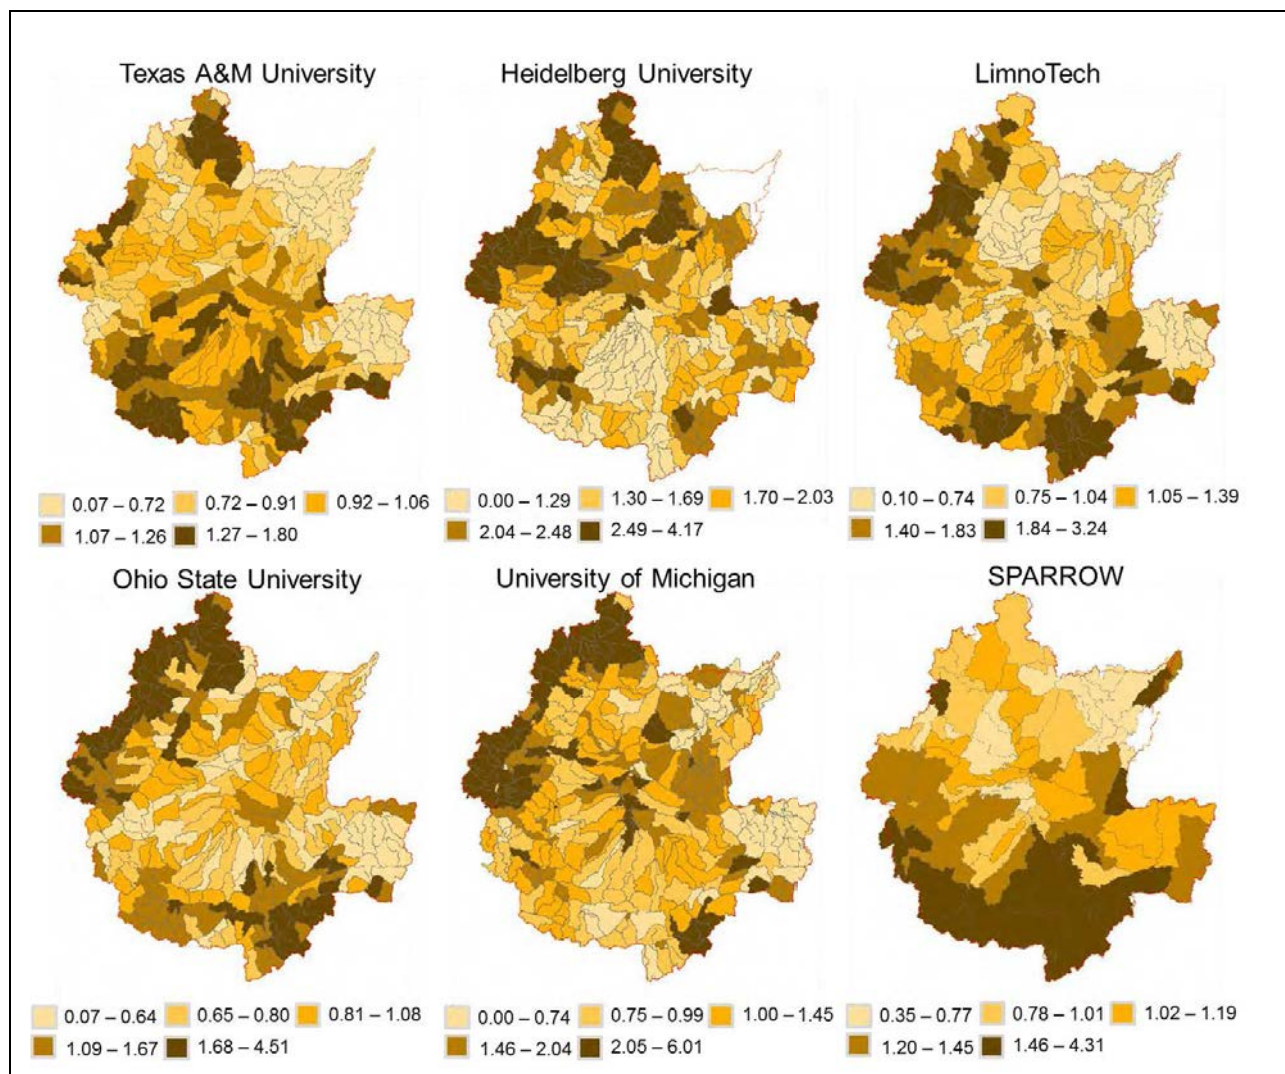 Texas A&M University Heidelberg University LimnoTech
0.07 – 0.72 0.72 – 0.91 0.92 – 1.06
1.07 – 1.26 1.27 – 1.80
0.00 – 1.29 1.30 – 1.69 1.70 – 2.03
2.04 – 2.48 2.49 – 4.17
0.10 – 0.74 0.75 – 1.04 1.05 – 1.39
1.40 – 1.83 1.84 – 3.24
Ohio State University University of Michigan SPARROW
0.07 – 0.64 0.65 – 0.80 0.81 – 1.08
1.09 – 1.67 1.68 – 4.51
0.00 – 0.74 0.75 – 0.99 1.00 – 1.45
1.46 – 2.04 2.05 – 6.01
0.35 – 0.77 0.78 – 1.01 1.02 – 1.19
1.20 – 1.45 1.46 – 4.31